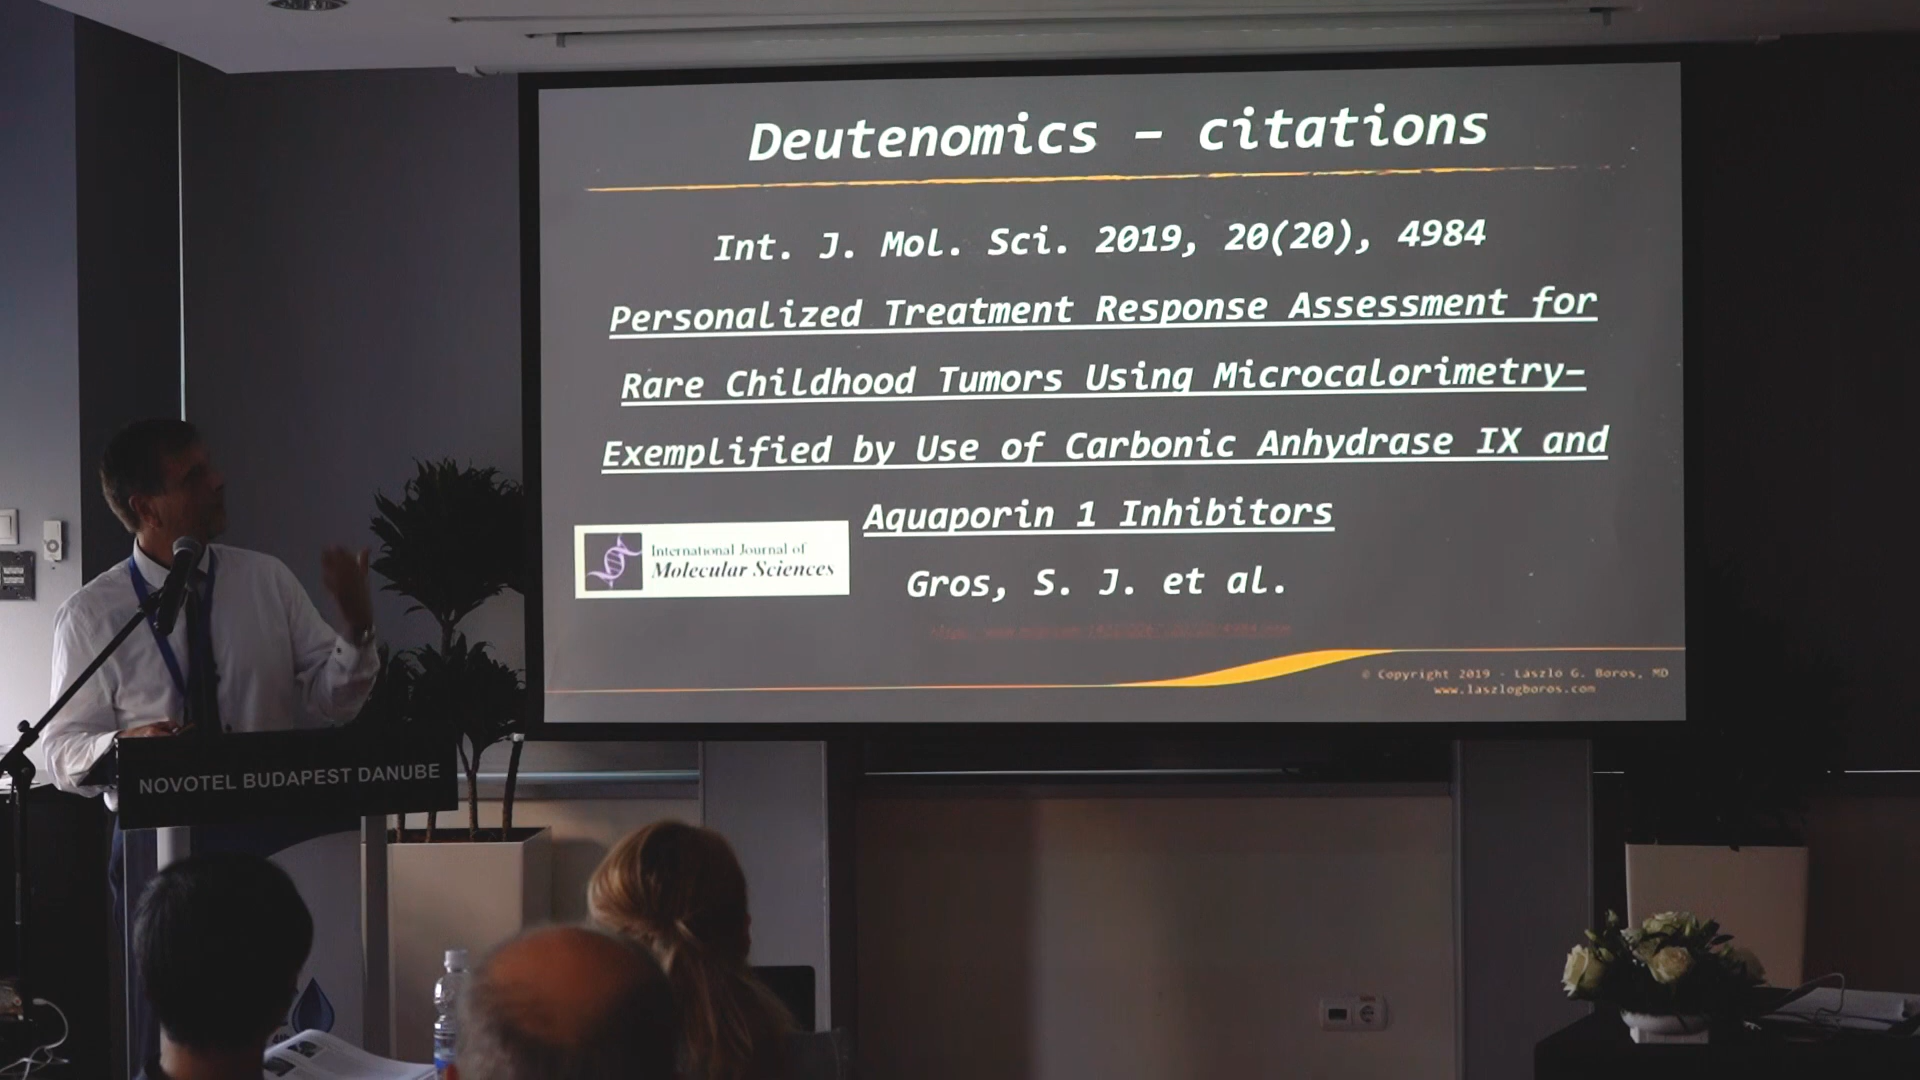 Deutenomics – citations
Int. J. Mol. Sci. 2019, 20(20), 4984
Personalized Treatment Response Assessment for
Rare Childhood Tumors Using Microcalorimetry–
Exemplified by Use of Carbonic Anhydrase IX and
Aquaporin 1 Inhibitors
International Journal of
Molecular Sciences
Gros, S. J. et al.
© Copyright 2019 - László G. Boros, MD
www.laszlogboros.com
NOVOTEL BUDAPEST DANUBE